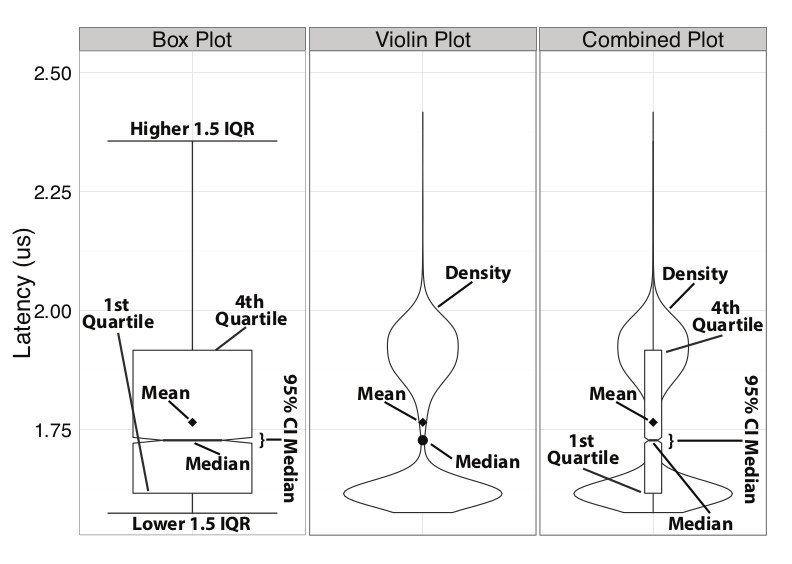 Box Plot
Violin Plot
Combined Plot
Latency (us)
2.50
2.25
2.00
1.75
Higher 1.5 IQR
1st
Quartile
4th
Quartile
Mean
Median
95% CI Median
}
Lower 1.5 IQR
Density
Mean
Median
Density
4th
Quartile
Mean
1st
Quartile
}
95% CI Median
Median